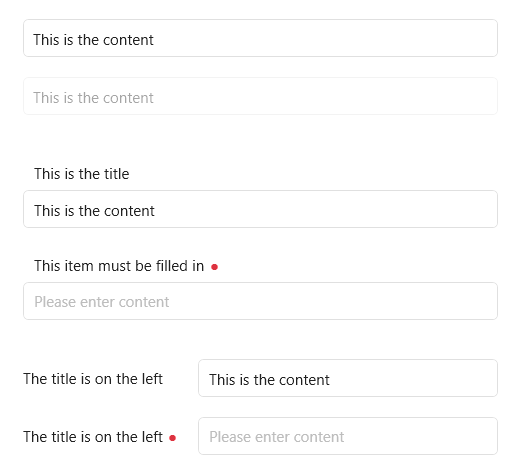 This is the content
This is the content
This is the title
This is the content
This item must be filled in
Please enter content
The title is on the left
This is the content
The title is on the left
Please enter content